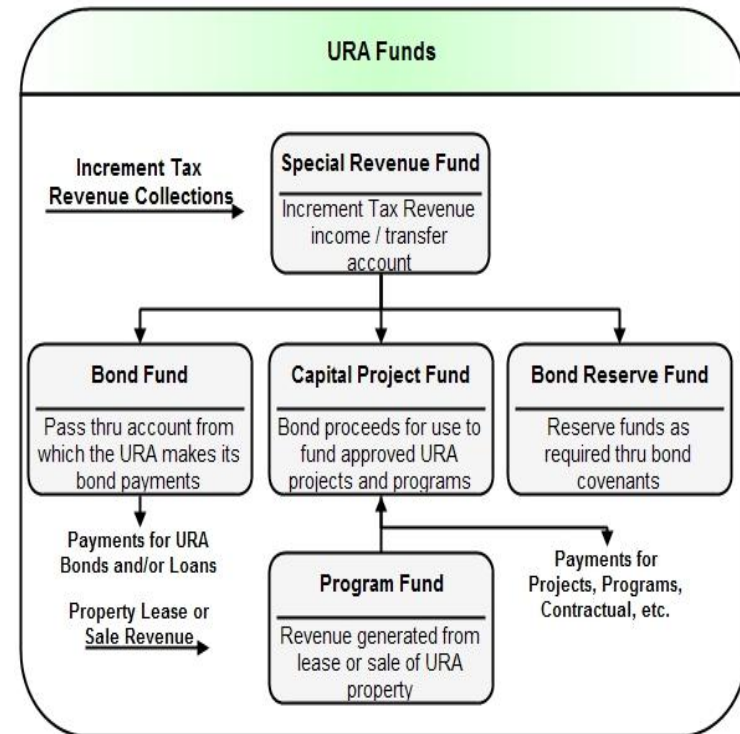 URA Funds
Increment Tax
Revenue Collections
Special Revenue Fund
Increment Tax Revenue
income / transfer
account
Bond Fund
Pass thru account from
which the URA makes its
bond payments
Capital Project Fund
Bond proceeds for use to
fund approved URA
projects and programs
Bond Reserve Fund
Reserve funds as
required thru bond
covenants
Payments for URA
Bonds and/or Loans
Property Lease or
Sale Revenue
Program Fund
Revenue generated from
lease or sale of URA
property
Payments for
Projects, Programs,
Contractual, etc.